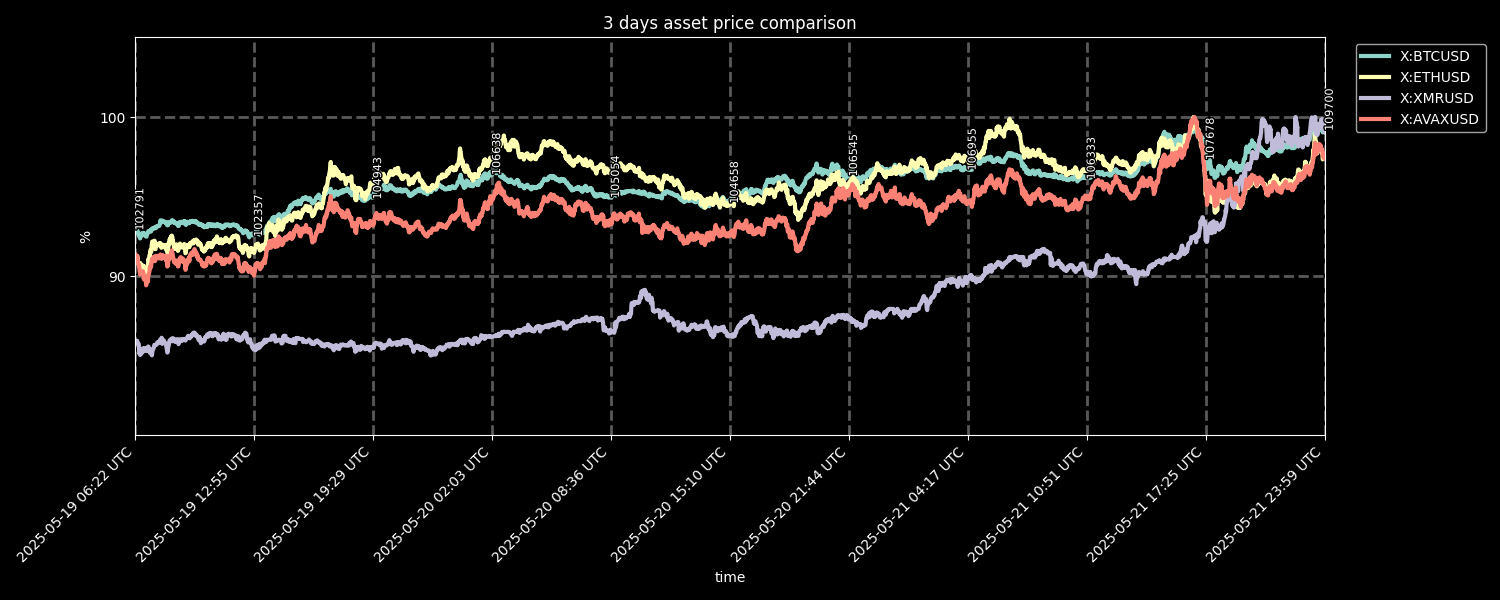 3 days asset price comparison
X:BTCUSD
X:ETHUSD
X:XMRUSD
X:AVAXUSD
100
90
%
102791
102357
104943
106638
105054
104658
106545
106955
106333
107678
109700
2025-05-19 06:22 UTC
2025-05-19 12:55 UTC
2025-05-19 19:29 UTC
2025-05-20 02:03 UTC
2025-05-20 08:36 UTC
2025-05-20 15:10 UTC
2025-05-20 21:44 UTC
2025-05-21 04:17 UTC
2025-05-21 10:51 UTC
2025-05-21 17:25 UTC
2025-05-21 23:59 UTC
time